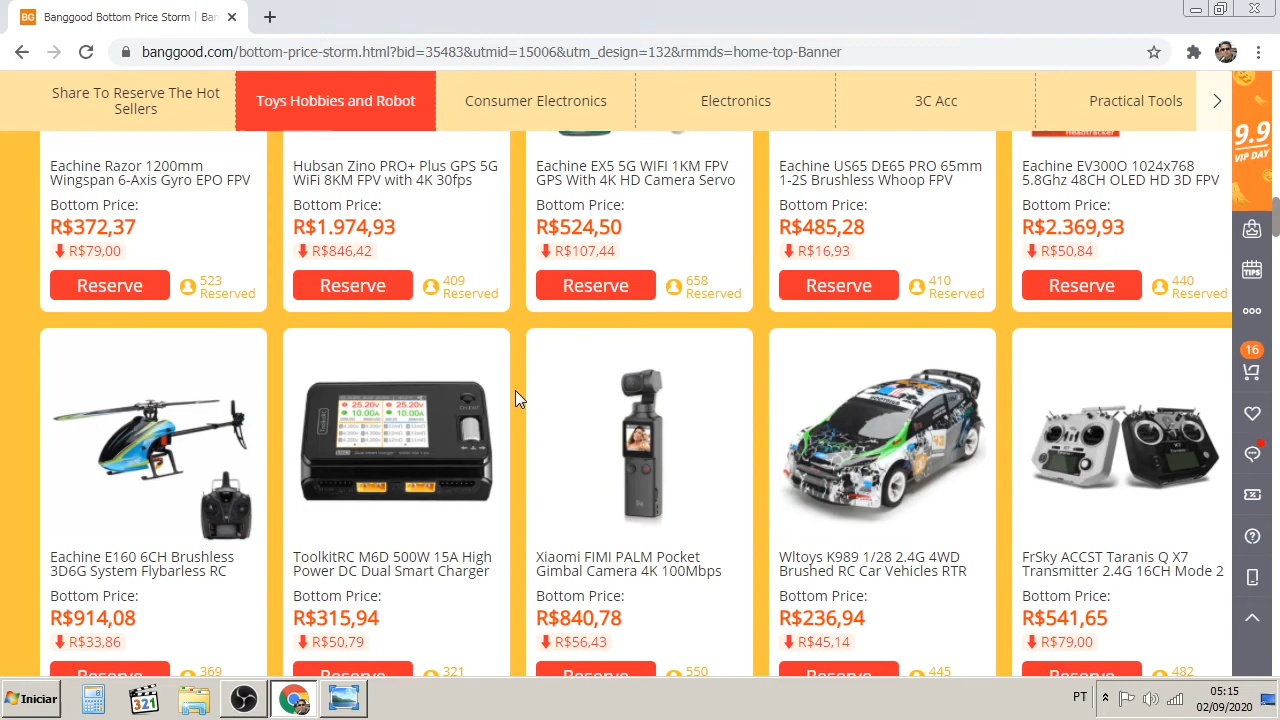 BG Banggood Bottom Price Storm | Ban
banggood.com/bottom-price-storm.html?bid=35483&utmid=15006&utm_design=132&rmmds=home-top-Banner
Share To Reserve The Hot
Sellers
Toys Hobbies and Robot
Consumer Electronics
Electronics
3C Acc
Practical Tools
9.9
VIP DAY
Headtracker
Eachine Razor 1200mm
Wingspan 6-Axis Gyro EPO FPV
Bottom Price:
R$372,37
R$79,00
Reserve
523
Reserved
Hubsan Zino PRO+ Plus GPS 5G
WiFi 8KM FPV with 4K 30fps
Bottom Price:
R$1.974,93
R$846,42
Reserve
409
Reserved
Eachine EX5 5G WIFI 1KM FPV
GPS With 4K HD Camera Servo
Bottom Price:
R$524,50
R$107,44
Reserve
658
Reserved
Eachine US65 DE65 PRO 65mm
1-2S Brushless Whoop FPV
Bottom Price:
R$485,28
R$16,93
Reserve
410
Reserved
Eachine EV300O 1024x768
5.8Ghz 48CH OLED HD 3D FPV
Bottom Price:
R$2.369,93
R$50,84
Reserve
440
Reserved
TIPS
16
25.20v 25.20v
10.00A 10.00A
Eachine E160 6CH Brushless
3D6G System Flybarless RC
Bottom Price:
R$914,08
R$33,86
Reserve
369
ToolkitRC M6D 500W 15A High
Power DC Dual Smart Charger
Bottom Price:
R$315,94
R$50,79
Reserve
321
Xiaomi FIMI PALM Pocket
Gimbal Camera 4K 100Mbps
Bottom Price:
R$840,78
R$56,43
Reserve
550
Wltoys K989 1/28 2.4G 4WD
Brushed RC Car Vehicles RTR
Bottom Price:
R$236,94
R$45,14
Reserve
445
FrSky ACCST Taranis Q X7
Transmitter 2.4G 16CH Mode 2
Bottom Price:
R$541,65
R$79,00
Reserve
482
Iniciar
321
PT
05:15
02/09/2020